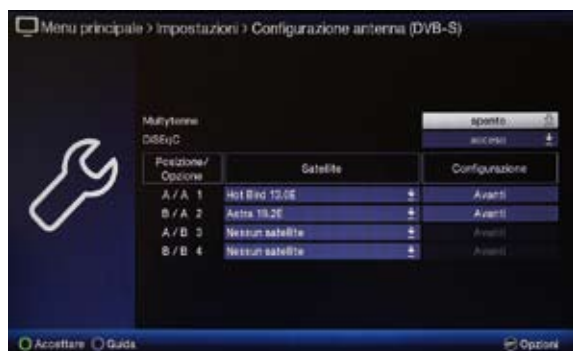 Menu principale > Impostazioni > Configurazione antenna (DVB-S)
Multytenne spento
DiSEqC acceso
Posizione/ Opzione Satellite Configurazione
A / A 1 Hot Bird 13.0E Avanti
B / A 2 Astra 19.2E Avanti
A / B 3 Nessun satellite Avanti
B / B 4 Nessun satellite Avanti
Accettare Guida Opzioni